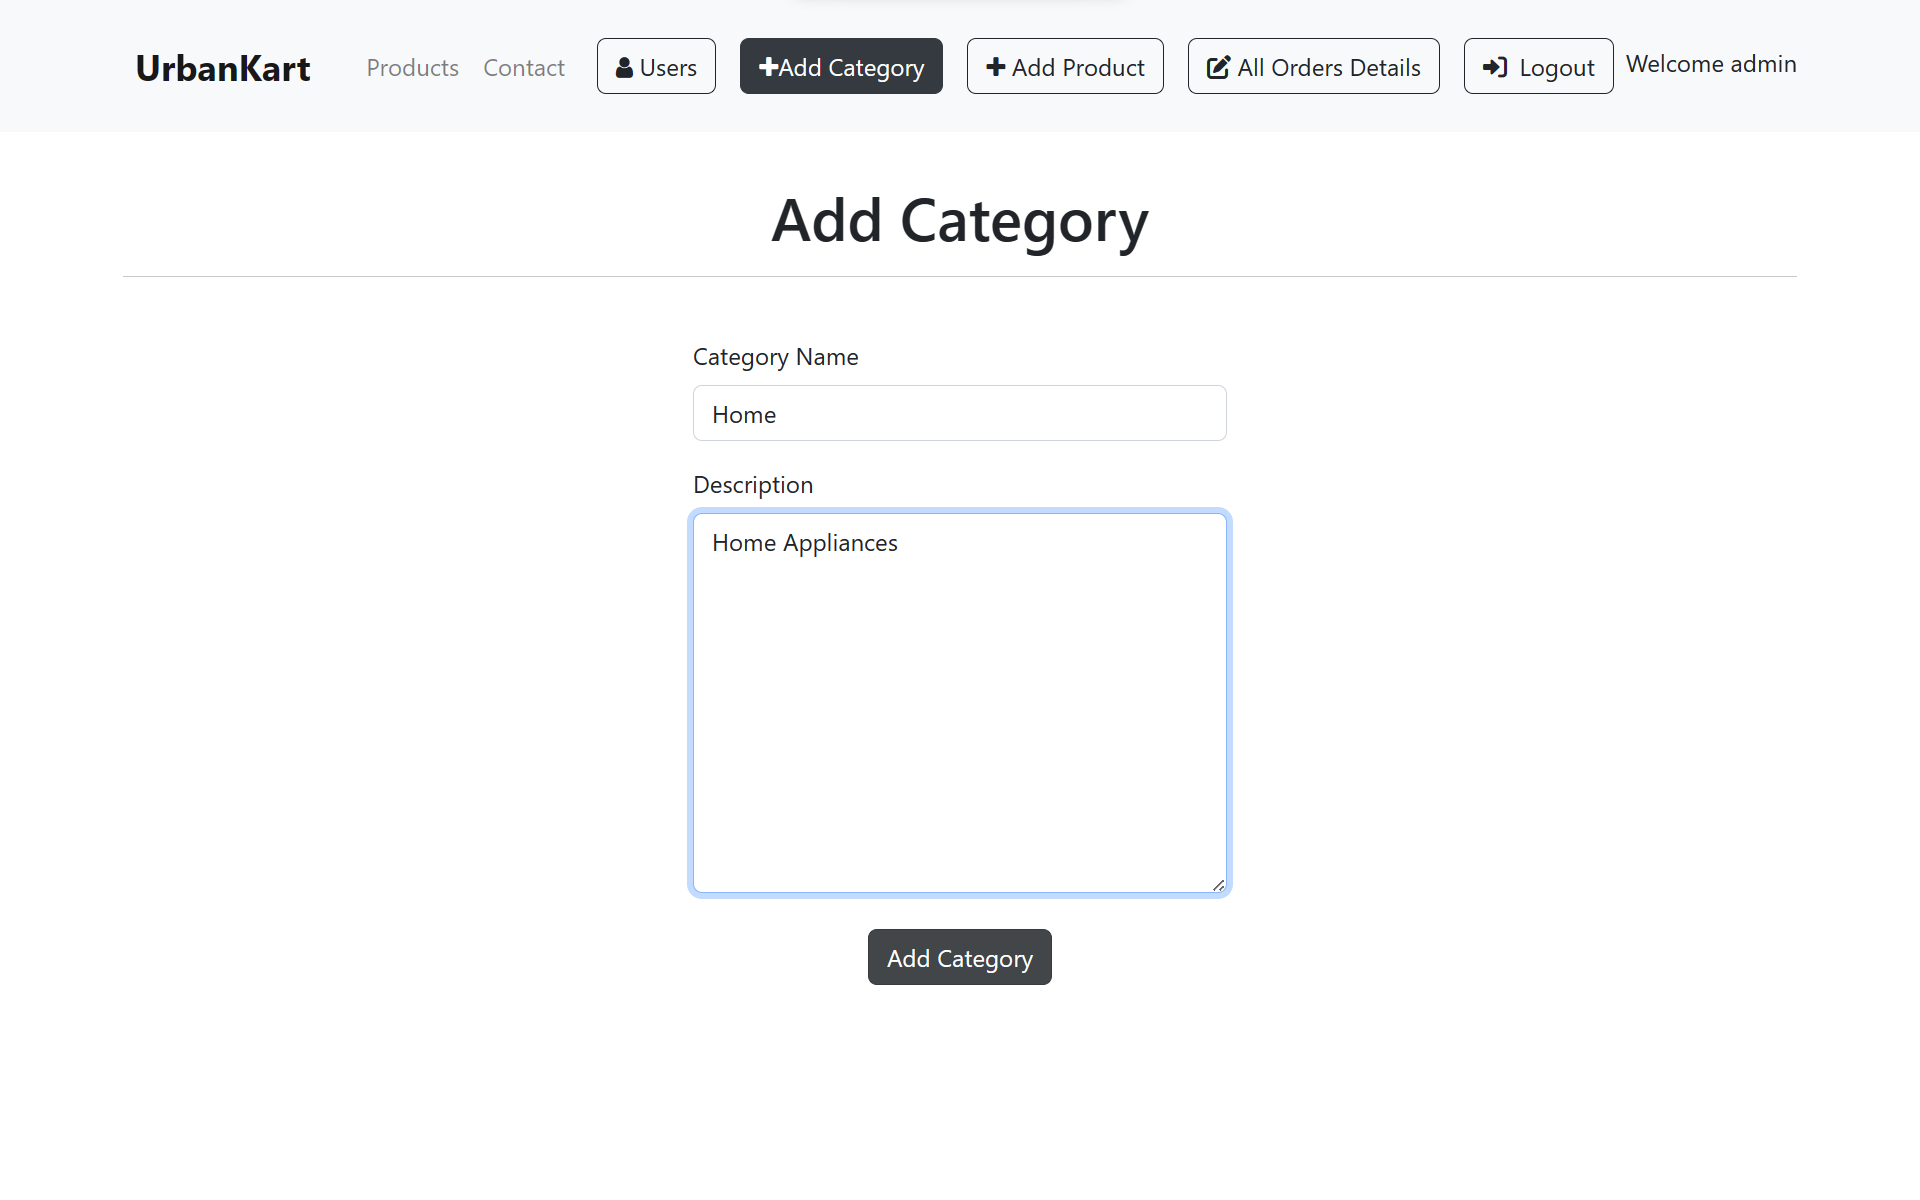 UrbanKart Products Contact Users Add Category Add Product All Orders Details Logout Welcome admin
Add Category
Category Name
Home
Description
Home Appliances
Add Category